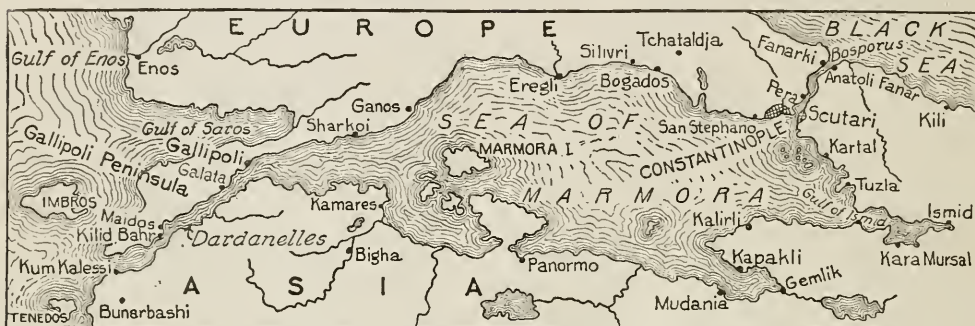 EUROPE
BLACK
SEA
Gulf of Enos
Enos
Silivri
Tchataldja
Fanarki
Bosporus
Eregli
Bogados
Pera
Anatoli Fanar
Ganos
Gulf of Saros
Sharkoi
SEA OF
MARMORA
San Stephano
Scutari
Kili
Gallipoli
Peninsula
Gallipoli
Galata
MARMORA I.
CONSTANTINOPLE
Kartal
IMBROS
Kamares
Tuzla
Maidos
Kilid Bahr
Dardanelles
Kalirli
Gulf of Ismid
Ismid
Kum Kalessi
Bigha
Panormo
Kapakli
Kara Mursal
ASIA
Gemlik
TENEDOS
Bunarbashi
Mudania